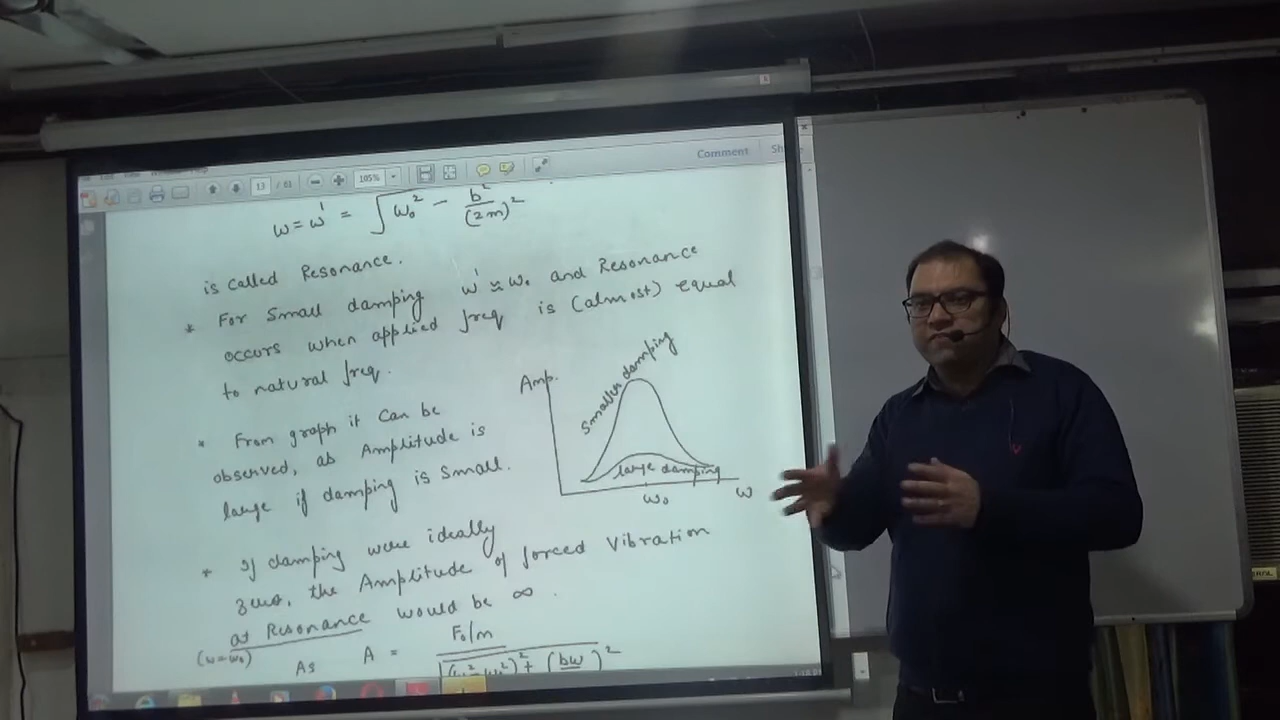 Comment
13 / 61
105%
ω = ω' = √ω₀² − b²/(2m)²
is called Resonance.
* For small damping ω' ≈ ω₀ and Resonance
occurs when applied freq is (almost) equal
to natural freq.
* From graph it can be
observed, as Amplitude is
large if damping is small.
Amp.
Smaller damping
large damping
ω₀
ω
* If damping were ideally
zero, the Amplitude of forced Vibration
at Resonance would be ∞.
(ω=ω₀)
As A = F₀/m